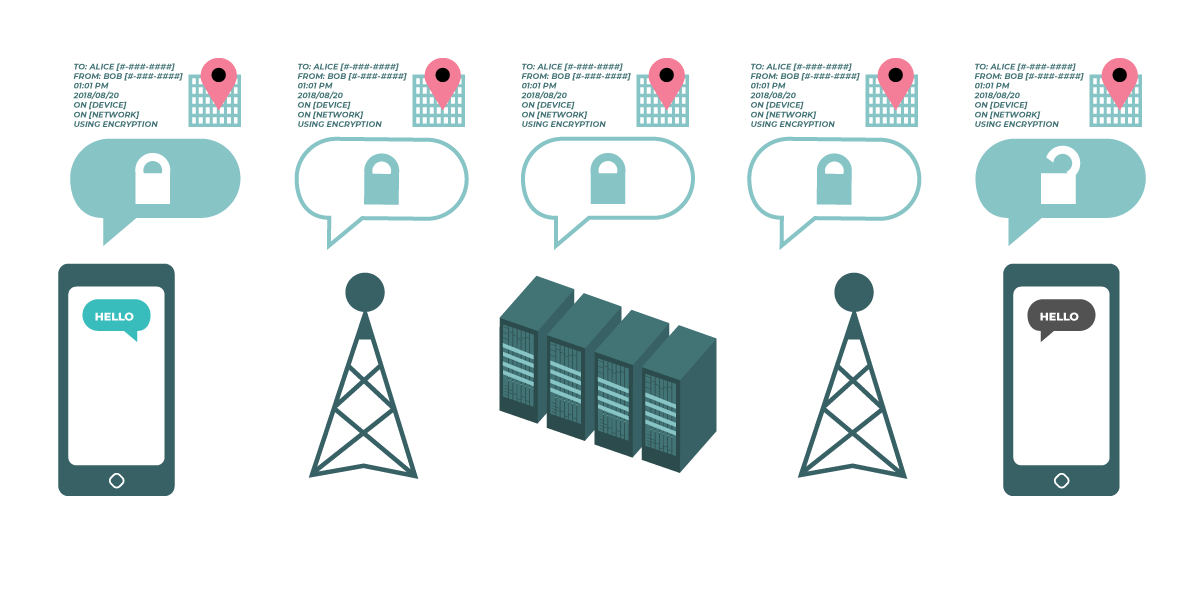 TO: ALICE [#-###-####]
FROM: BOB [#-###-####]
01:01 PM
2018/08/20
ON [DEVICE]
ON [NETWORK]
USING ENCRYPTION
TO: ALICE [#-###-####]
FROM: BOB [#-###-####]
01:01 PM
2018/08/20
ON [DEVICE]
ON [NETWORK]
USING ENCRYPTION
TO: ALICE [#-###-####]
FROM: BOB [#-###-####]
01:01 PM
2018/08/20
ON [DEVICE]
ON [NETWORK]
USING ENCRYPTION
TO: ALICE [#-###-####]
FROM: BOB [#-###-####]
01:01 PM
2018/08/20
ON [DEVICE]
ON [NETWORK]
USING ENCRYPTION
TO: ALICE [#-###-####]
FROM: BOB [#-###-####]
01:01 PM
2018/08/20
ON [DEVICE]
ON [NETWORK]
USING ENCRYPTION
HELLO
HELLO